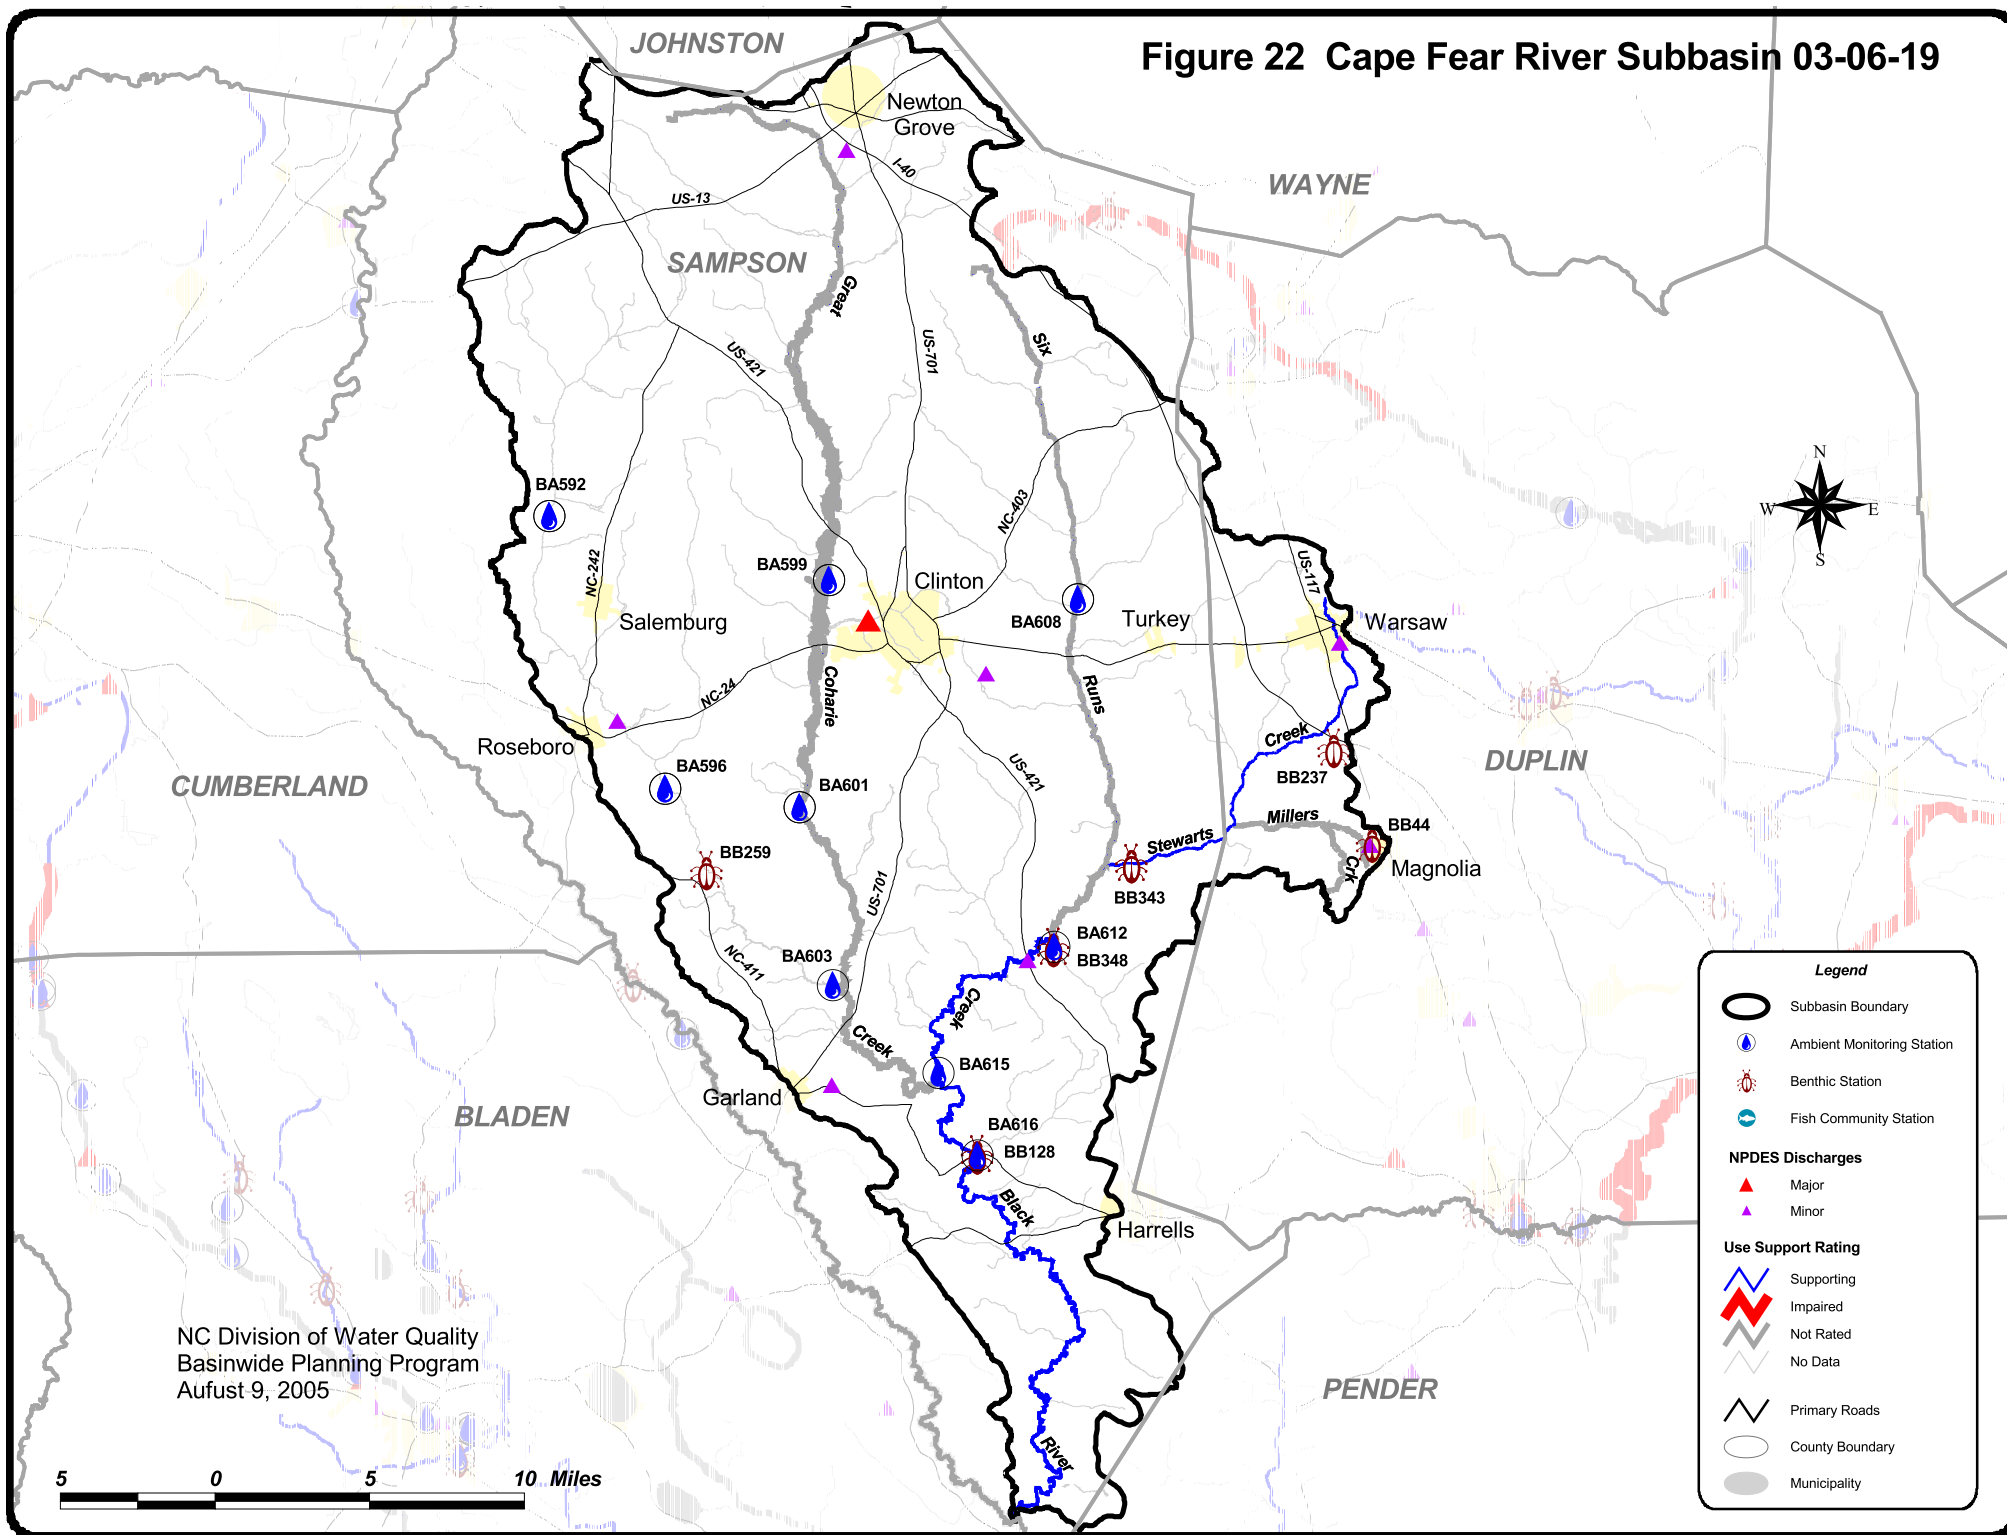 Figure 22  Cape Fear River Subbasin 03-06-19
JOHNSTON
Newton
Grove
I-40
WAYNE
US-13
SAMPSON
Great
Six
US-421
US-701
BA592
NC-403
NC-242
BA599
Clinton
US-117
BA608
Turkey
Salemburg
Warsaw
Coharie
NC-24
Runs
Roseboro
Creek
BB237
DUPLIN
CUMBERLAND
BA596
BA601
US-421
Millers
BB44
Stewarts
Crk
Magnolia
BB259
US-701
BB343
BA612
BB348
BA603
NC-411
Creek
Creek
BA615
Garland
BLADEN
BA616
BB128
Black
Harrells
River
PENDER
N
W
E
S
Legend
Subbasin Boundary
Ambient Monitoring Station
Benthic Station
Fish Community Station
NPDES Discharges
Major
Minor
Use Support Rating
Supporting
Impaired
Not Rated
No Data
Primary Roads
County Boundary
Municipality
NC Division of Water Quality
Basinwide Planning Program
Aufust 9, 2005
5 0 5 10 Miles